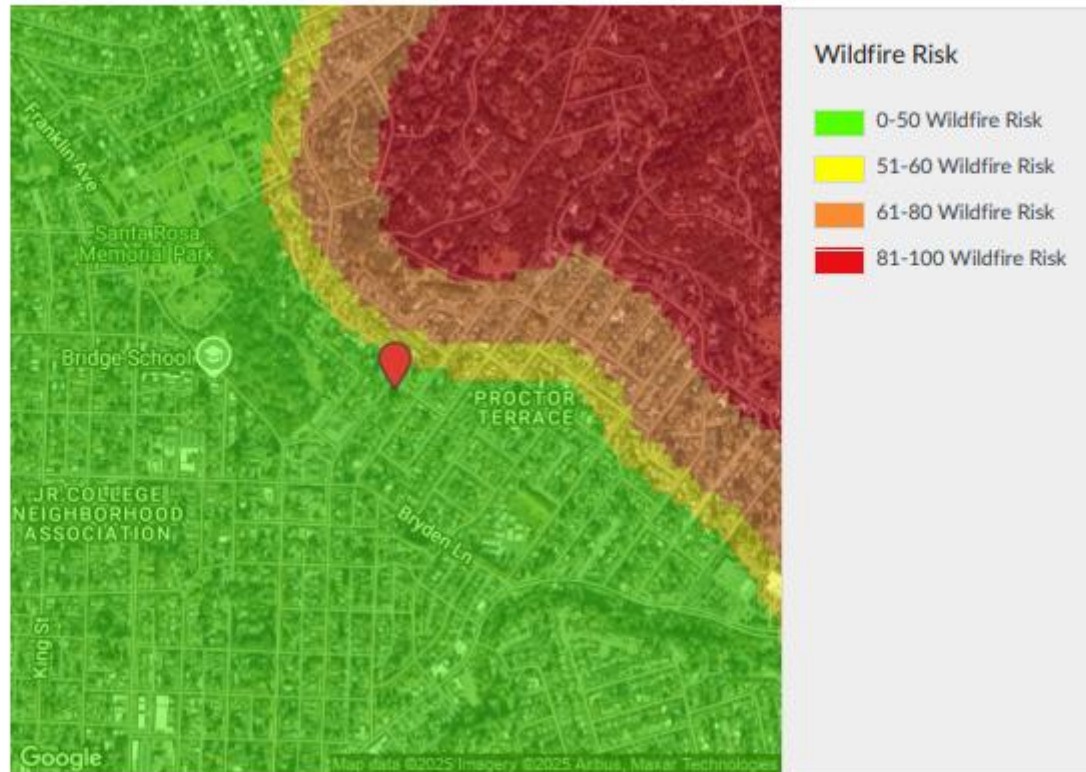 Franklin Ave
Santa Rosa
Memorial Park
Bridge School
PROCTOR
TERRACE
JR.COLLEGE
NEIGHBORHOOD
ASSOCIATION
Bryden Ln
King St
Google
Map data ©2025 Imagery ©2025 Airbus, Maxar Technologies
Wildfire Risk
0-50 Wildfire Risk
51-60 Wildfire Risk
61-80 Wildfire Risk
81-100 Wildfire Risk